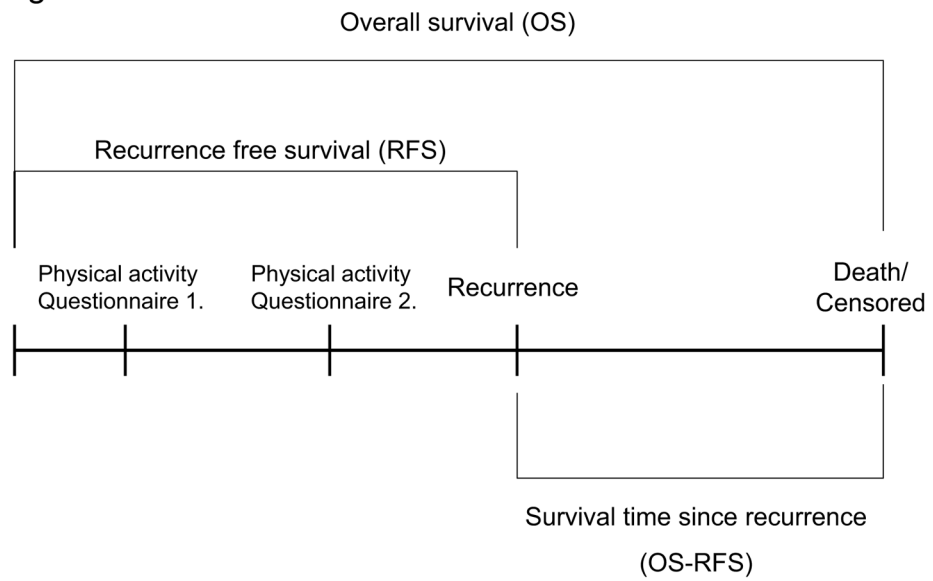 Overall survival (OS)
Recurrence free survival (RFS)
Physical activity
Questionnaire 1.
Physical activity
Questionnaire 2.
Recurrence
Death/
Censored
Survival time since recurrence
(OS-RFS)